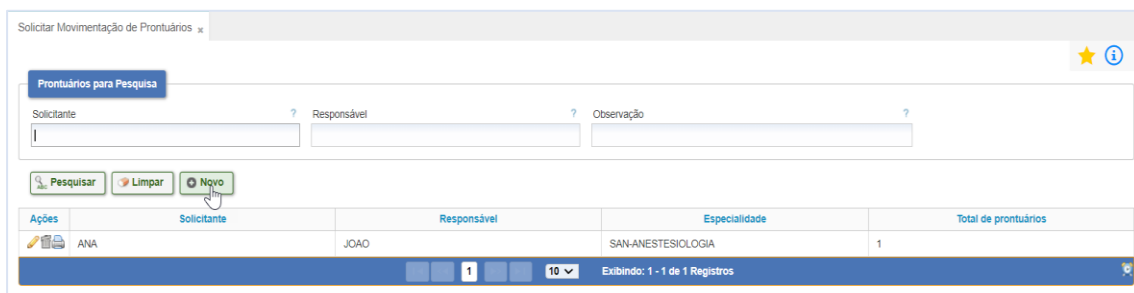 Solicitar Movimentação de Prontuários x
Prontuários para Pesquisa
Solicitante ? Responsável ? Observação ?
Pesquisar Limpar Novo
Ações Solicitante Responsável Especialidade Total de prontuários
ANA JOAO SAN-ANESTESIOLOGIA 1
1 10 Exibindo: 1 - 1 de 1 Registros